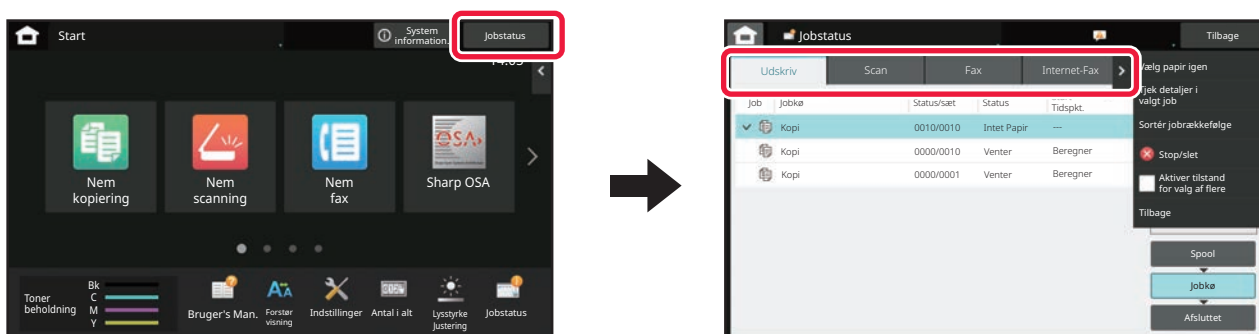 Start
System
information.
Jobstatus
14:05
Nem
kopiering
Nem
scanning
Nem
fax
OSA
Sharp OSA
Toner
beholdning
Bk
C
M
Y
Bruger's Man.
Forstør
visning
Indstillinger
Antal i alt
Lysstyrke
Justering
Jobstatus
Jobstatus
Tilbage
Udskriv
Scan
Fax
Internet-Fax
Vælg papir igen
Tjek detaljer i
valgt job
Sortér jobrækkefølge
Stop/slet
Aktiver tilstand
for valg af flere
Tilbage
Job Jobkø Status/sæt Status Tidspkt.
Kopi 0010/0010 Intet Papir ---
Kopi 0000/0010 Venter Beregner
Kopi 0000/0001 Venter Beregner
Spool
Jobkø
Afsluttet